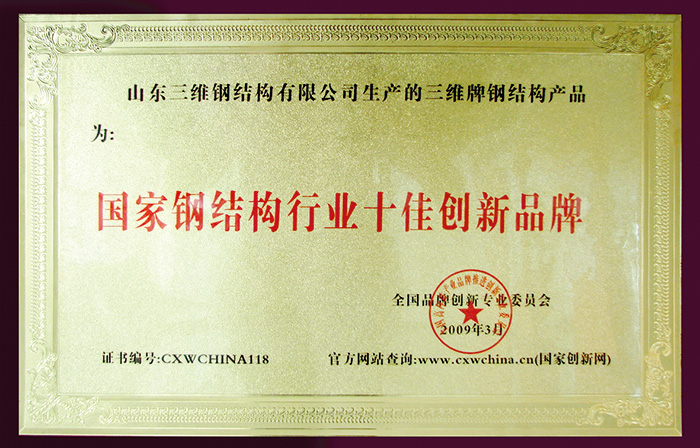 山东三维钢结构有限公司生产的三维牌钢结构产品
为:
国家钢结构行业十佳创新品牌
全国品牌创新专业委员会
2009年3月
证书编号:CXWCHINA118
官方网站查询:www.cxwchina.cn(国家创新网)